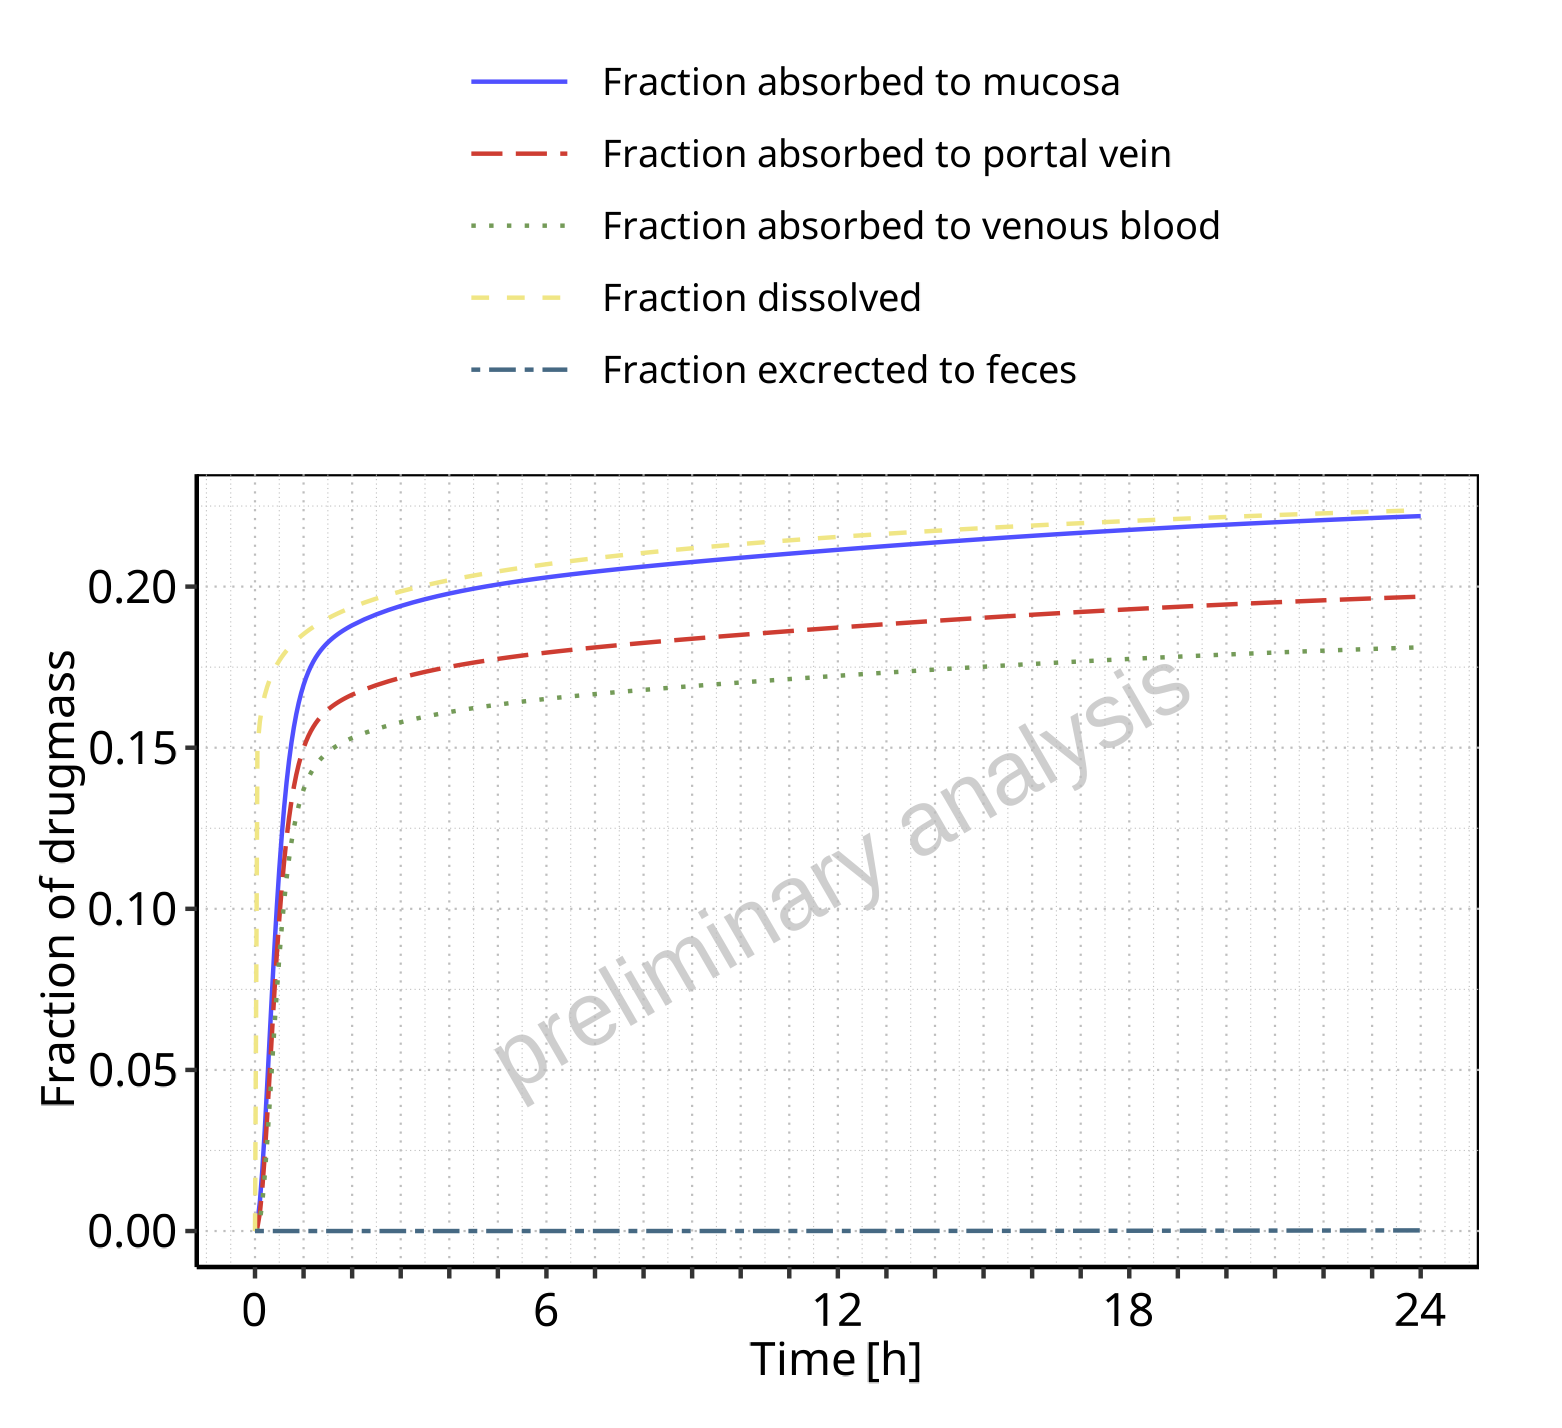 Fraction absorbed to mucosa
Fraction absorbed to portal vein
Fraction absorbed to venous blood
Fraction dissolved
Fraction excrected to feces
Fraction of drugmass
0.20
0.15
0.10
0.05
0.00
preliminary analysis
0 6 12 18 24
Time [h]